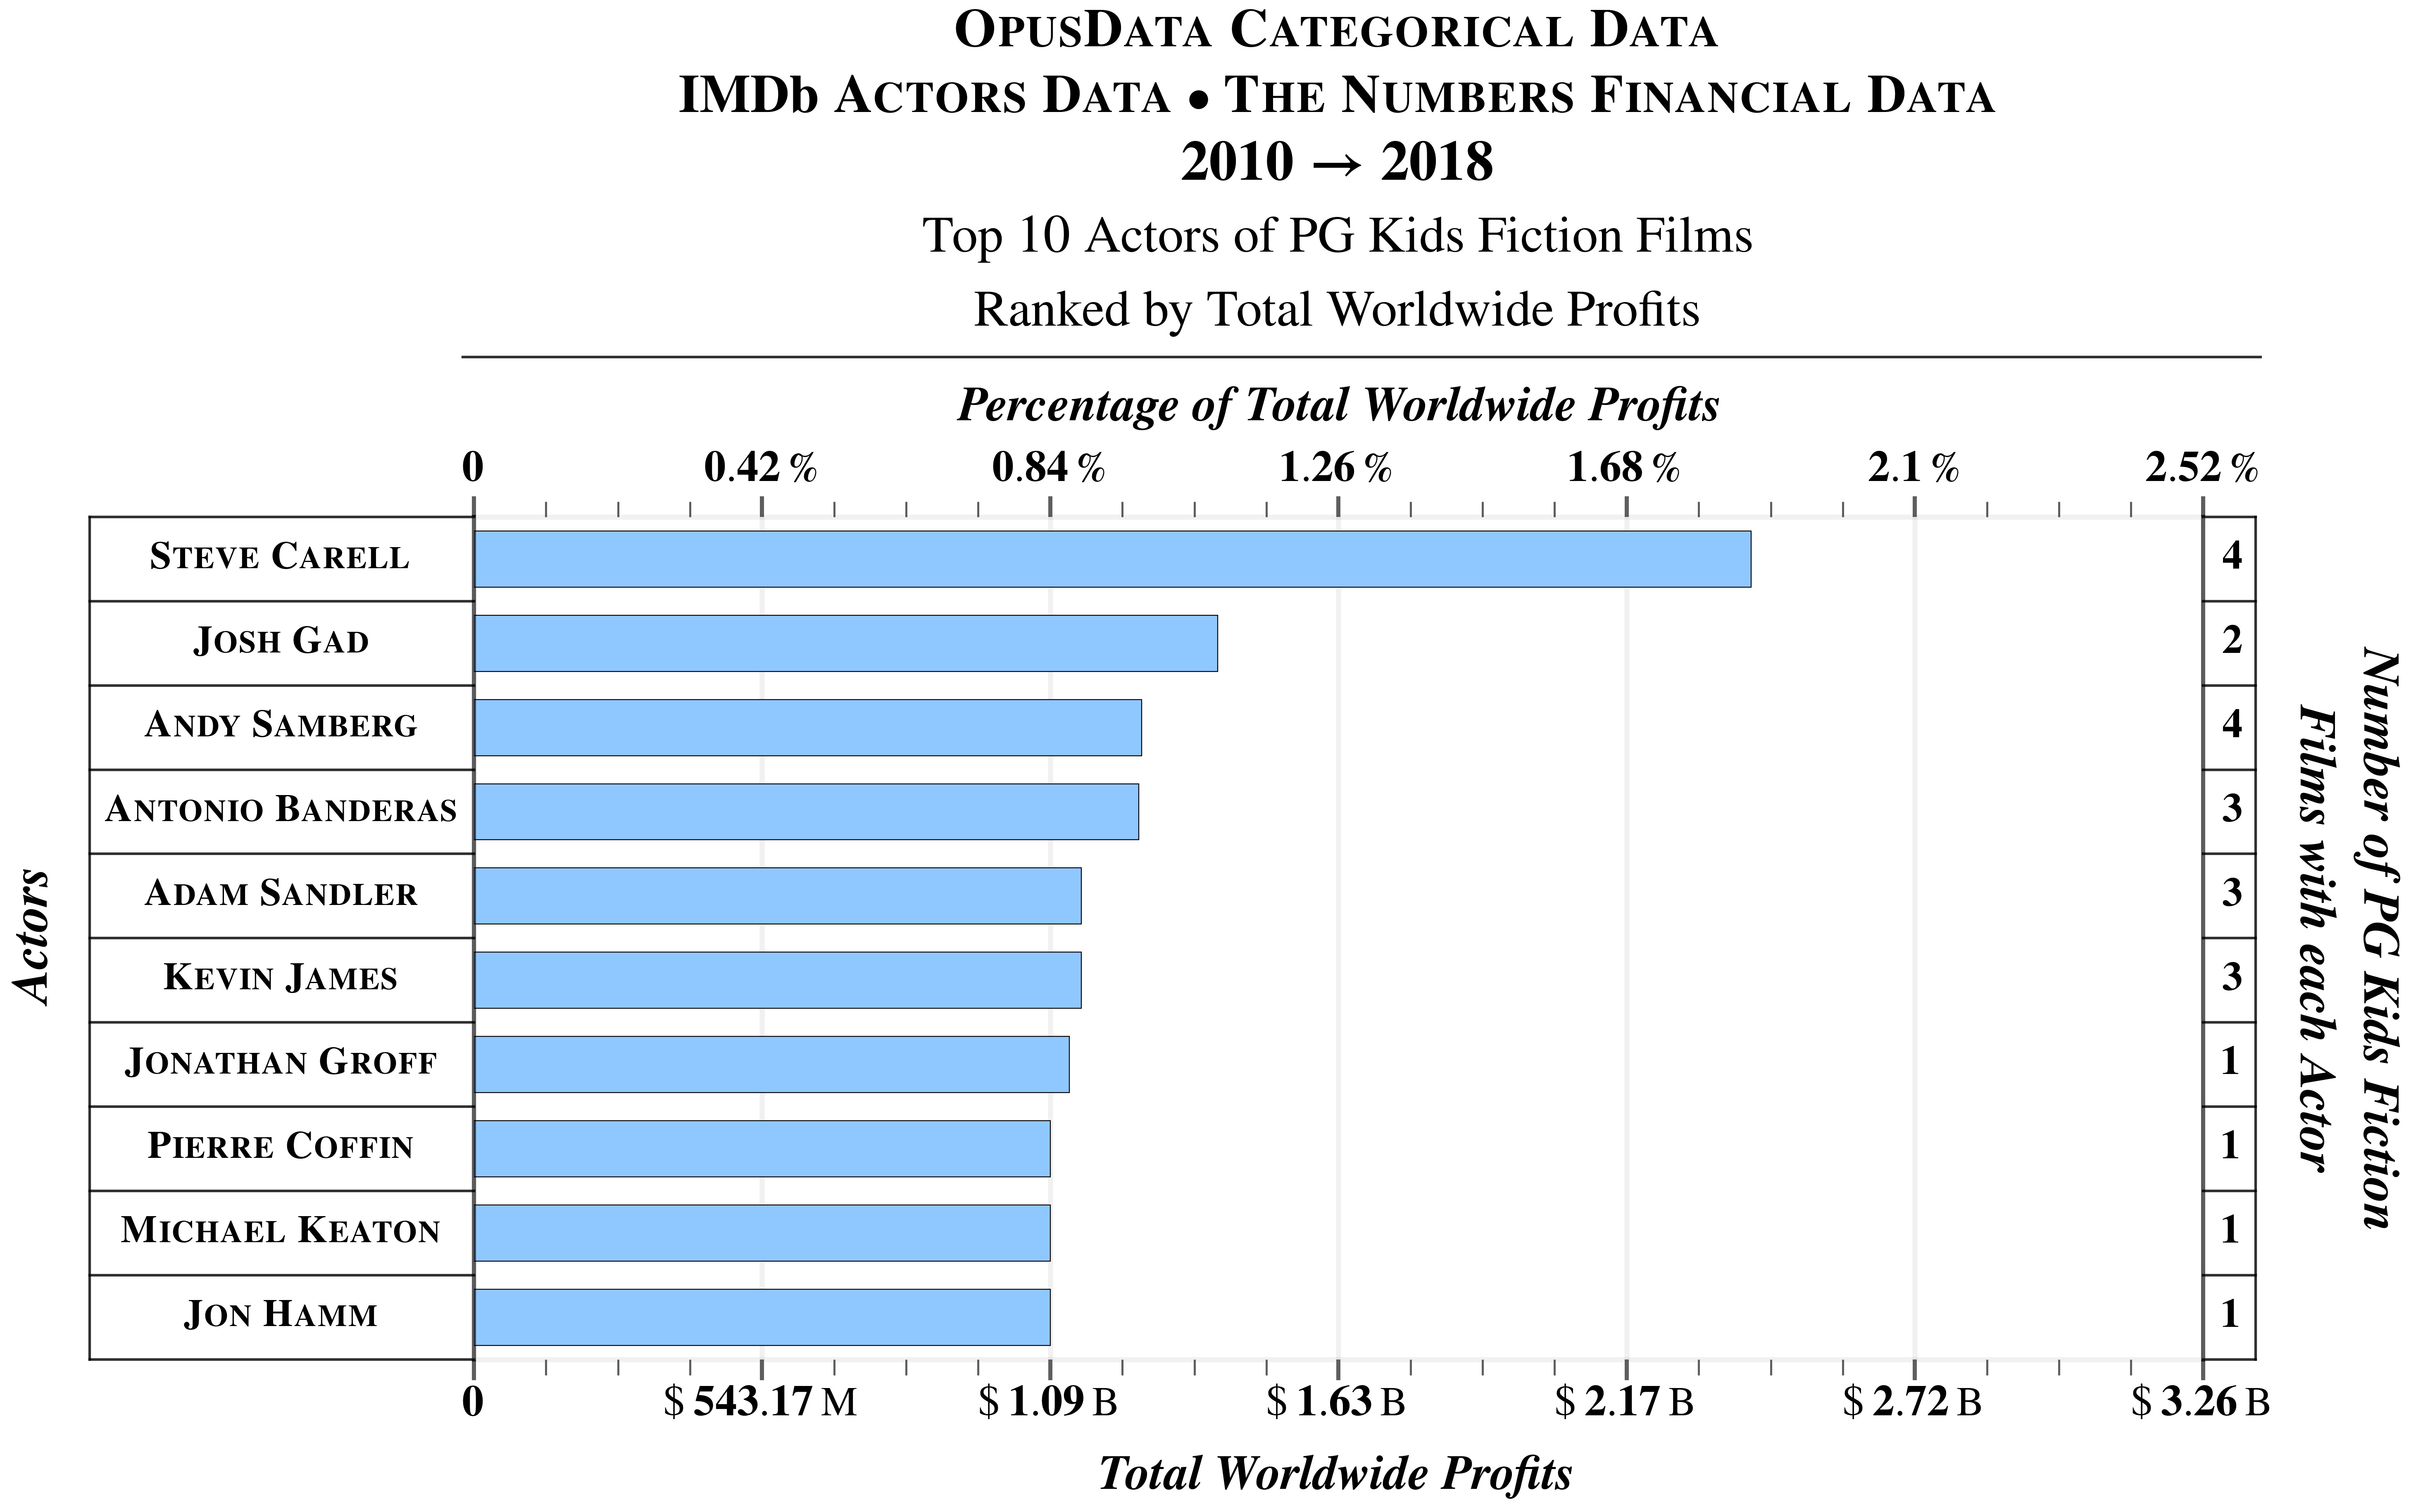 OpusData Categorical Data
IMDb Actors Data • The Numbers Financial Data
2010 → 2018
Top 10 Actors of PG Kids Fiction Films
Ranked by Total Worldwide Profits
Percentage of Total Worldwide Profits
0 0.42 % 0.84 % 1.26 % 1.68 % 2.1 % 2.52 %
Actors
Steve Carell 4
Josh Gad 2
Andy Samberg 4
Antonio Banderas 3
Adam Sandler 3
Kevin James 3
Jonathan Groff 1
Pierre Coffin 1
Michael Keaton 1
Jon Hamm 1
Number of PG Kids Fiction
Films with each Actor
0 $ 543.17 M $ 1.09 B $ 1.63 B $ 2.17 B $ 2.72 B $ 3.26 B
Total Worldwide Profits